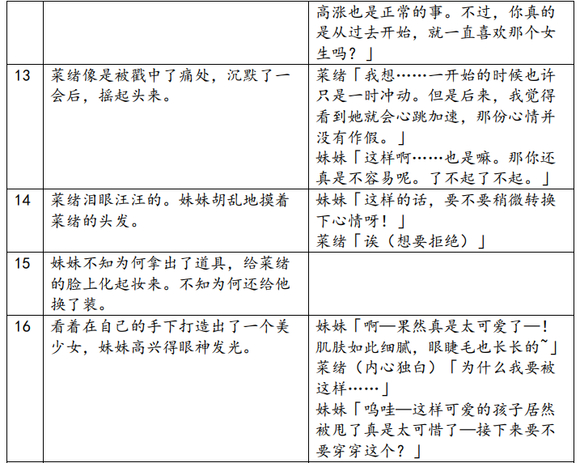 高涨也是正常的事。不过，你真的
是从过去开始，就一直喜欢那个女
生吗？」
13
菜绪像是被戳中了痛处，沉默了一
会后，摇起头来。
菜绪「我想……一开始的时候也许
只是一时冲动。但是后来，我觉得
看到她就会心跳加速，那份心情并
没有作假。」
妹妹「这样啊……也是嘛。那你还
真是不容易呢。了不起了不起。」
14
菜绪泪眼汪汪的。妹妹胡乱地摸着
菜绪的头发。
妹妹「这样的话，要不要稍微转换
下心情呀！」
菜绪「诶（想要拒绝）」
15
妹妹不知为何拿出了道具，给菜绪
的脸上化起妆来。不知为何还给他
换了装。
16
看着在自己的手下打造出了一个美
少女，妹妹高兴得眼神发光。
妹妹「啊—果然真是太可爱了—！
肌肤如此细腻，眼睫毛也长长的~」
菜绪（内心独白）「为什么我要被
这样……」
妹妹「呜哇—这样可爱的孩子居然
被甩了真是太可惜了—接下来要不
要穿穿这个？」